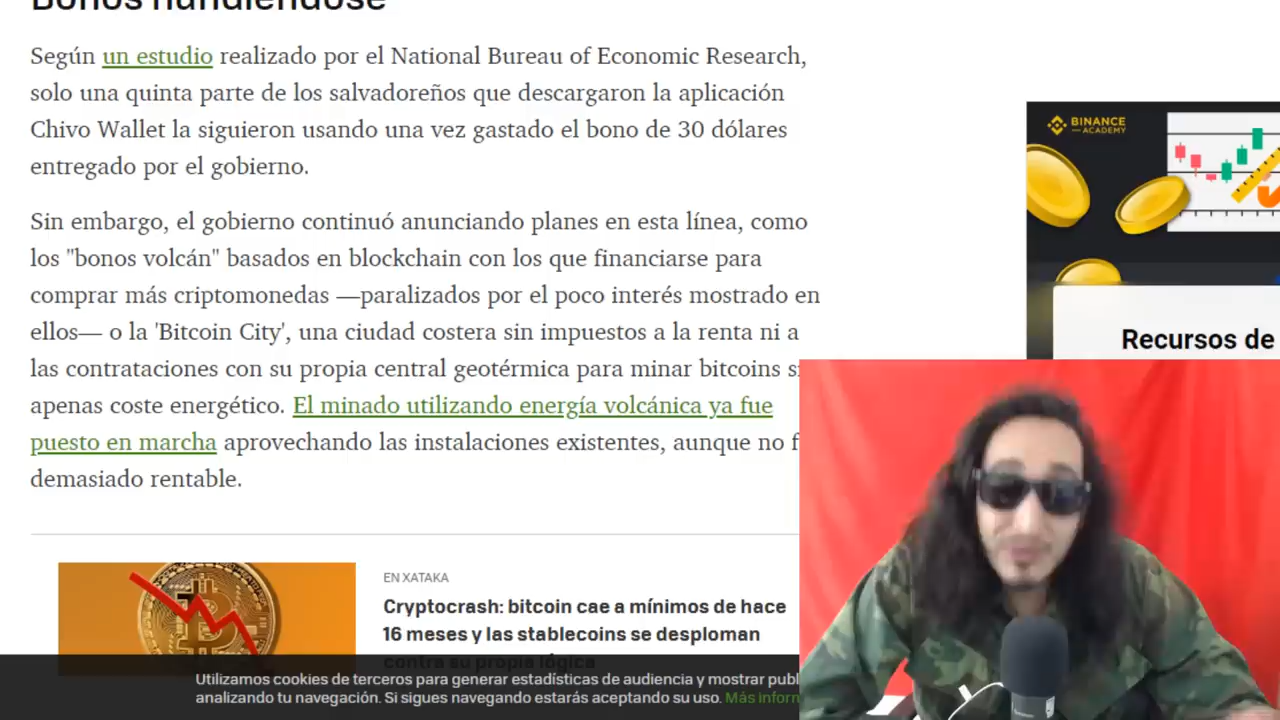 Bonos hundiéndose
Según un estudio realizado por el National Bureau of Economic Research,
solo una quinta parte de los salvadoreños que descargaron la aplicación
Chivo Wallet la siguieron usando una vez gastado el bono de 30 dólares
entregado por el gobierno.
Sin embargo, el gobierno continuó anunciando planes en esta línea, como
los "bonos volcán" basados en blockchain con los que financiarse para
comprar más criptomonedas —paralizados por el poco interés mostrado en
ellos— o la 'Bitcoin City', una ciudad costera sin impuestos a la renta ni a
las contrataciones con su propia central geotérmica para minar bitcoins
apenas coste energético. El minado utilizando energía volcánica ya fue
puesto en marcha aprovechando las instalaciones existentes, aunque no
demasiado rentable.
BINANCE
ACADEMY
Recursos de
EN XATAKA
Cryptocrash: bitcoin cae a mínimos de hace
16 meses y las stablecoins se desploman
contra su propia lógica
Utilizamos cookies de terceros para generar estadísticas de audiencia y mostrar
analizando tu navegación. Si sigues navegando estarás aceptando su uso. Más